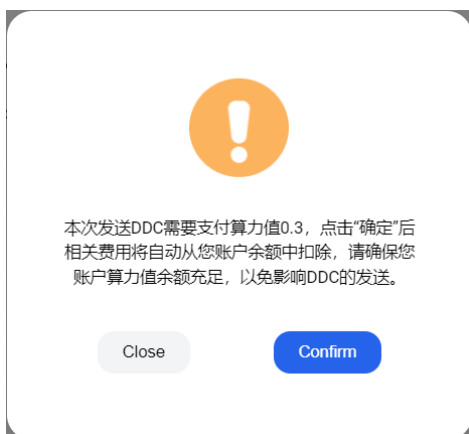 本次发送DDC需要支付算力值0.3，点击“确定”后
相关费用将自动从您账户余额中扣除，请确保您
账户算力值余额充足，以免影响DDC的发送。
Close
Confirm